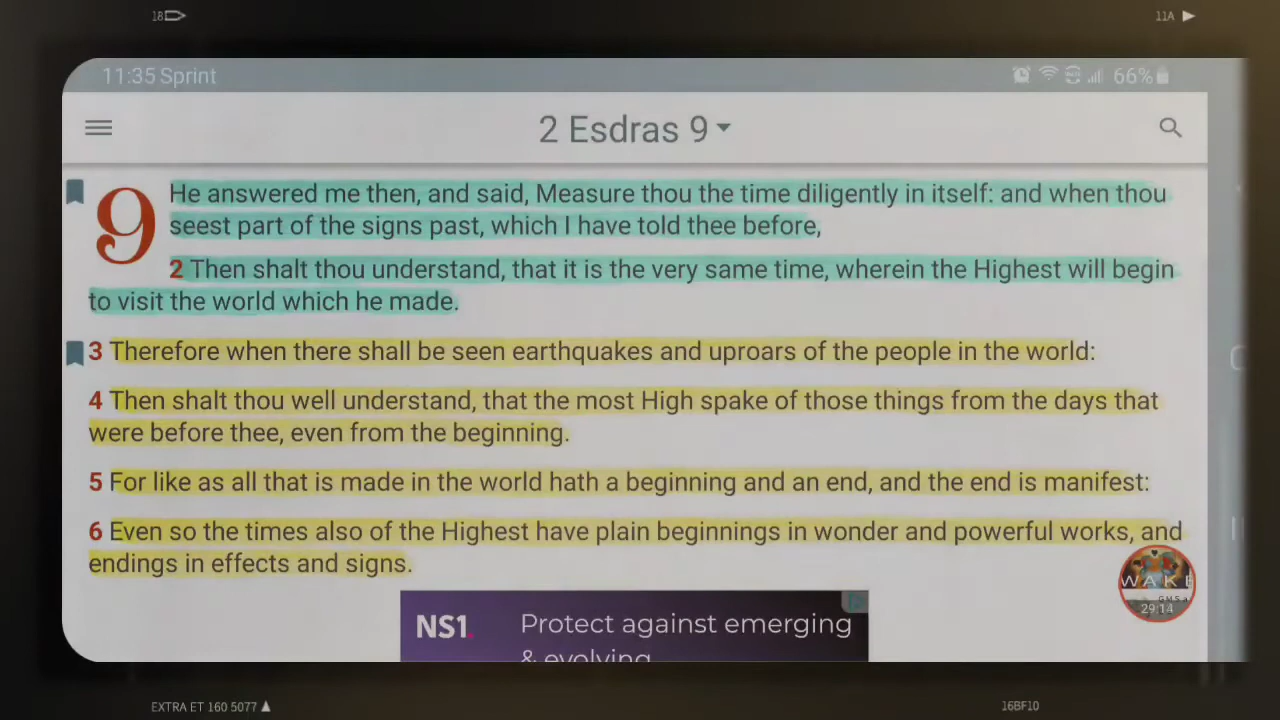 18
11A
11:35 Sprint
66%
2 Esdras 9
9 He answered me then, and said, Measure thou the time diligently in itself: and when thou
seest part of the signs past, which I have told thee before,
2 Then shalt thou understand, that it is the very same time, wherein the Highest will begin
to visit the world which he made.
3 Therefore when there shall be seen earthquakes and uproars of the people in the world:
4 Then shalt thou well understand, that the most High spake of those things from the days that
were before thee, even from the beginning.
5 For like as all that is made in the world hath a beginning and an end, and the end is manifest:
6 Even so the times also of the Highest have plain beginnings in wonder and powerful works, and
endings in effects and signs.
WAKE
GMSa
29:14
NS1.
Protect against emerging
& evolving
EXTRA ET 160 5077
16BF10